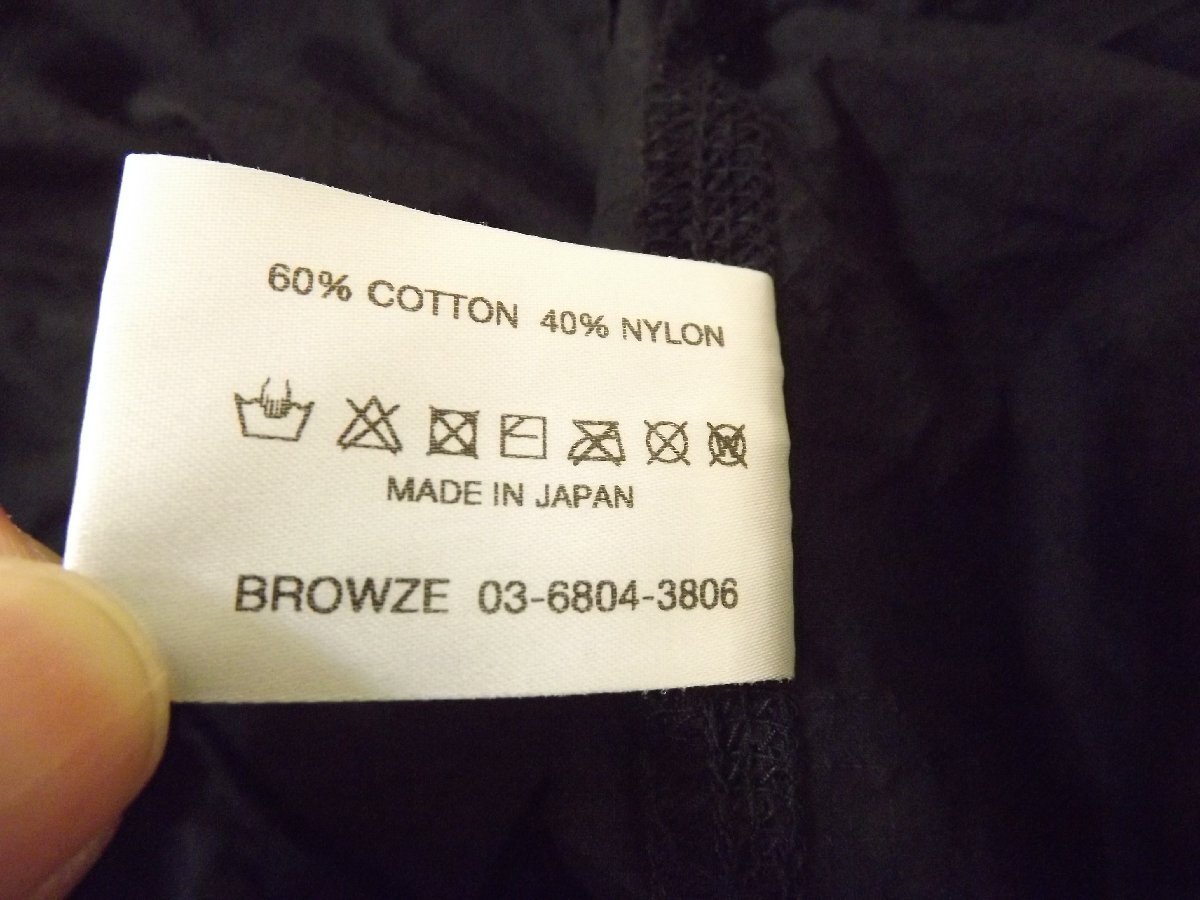 60% COTTON 40% NYLON
W
MADE IN JAPAN
BROWZE 03-6804-3806